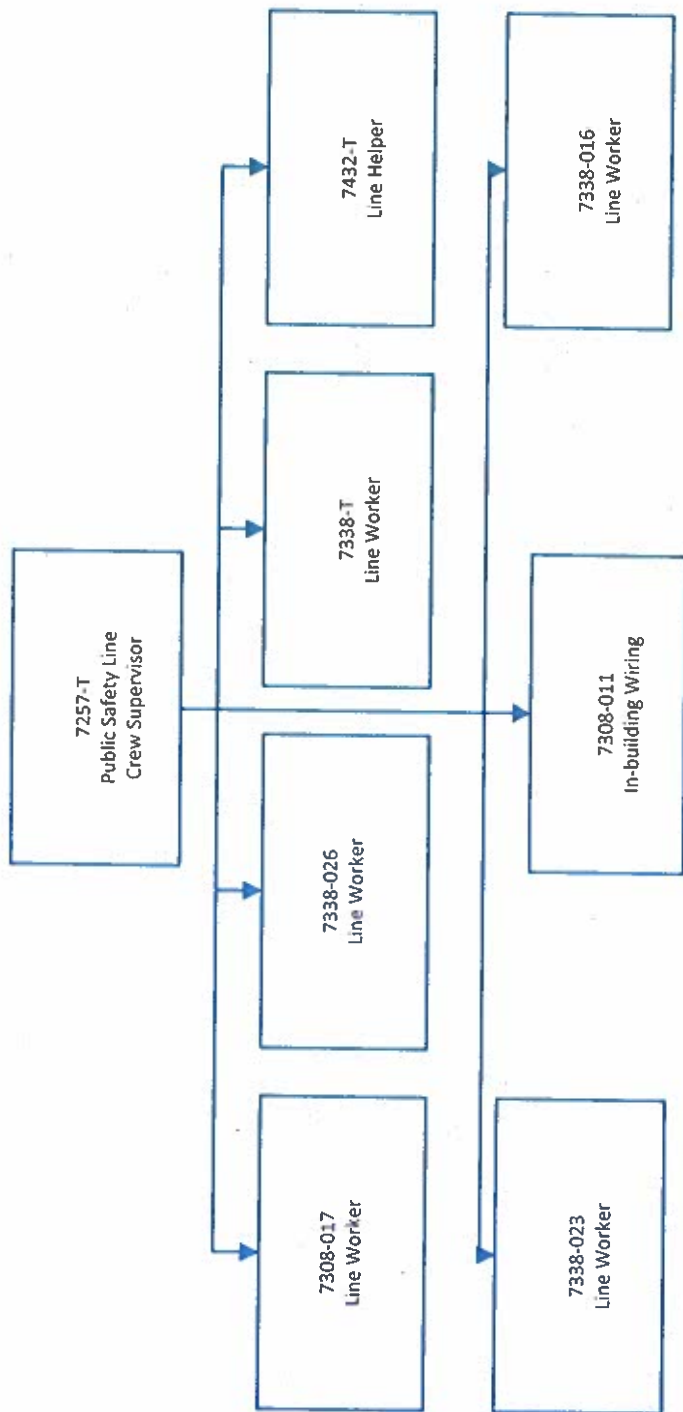 7257-T
Public Safety Line
Crew Supervisor
7308-017
Line Worker
7338-026
Line Worker
7338-T
Line Worker
7432-T
Line Helper
7338-023
Line Worker
7308-011
In-building Wiring
7338-016
Line Worker